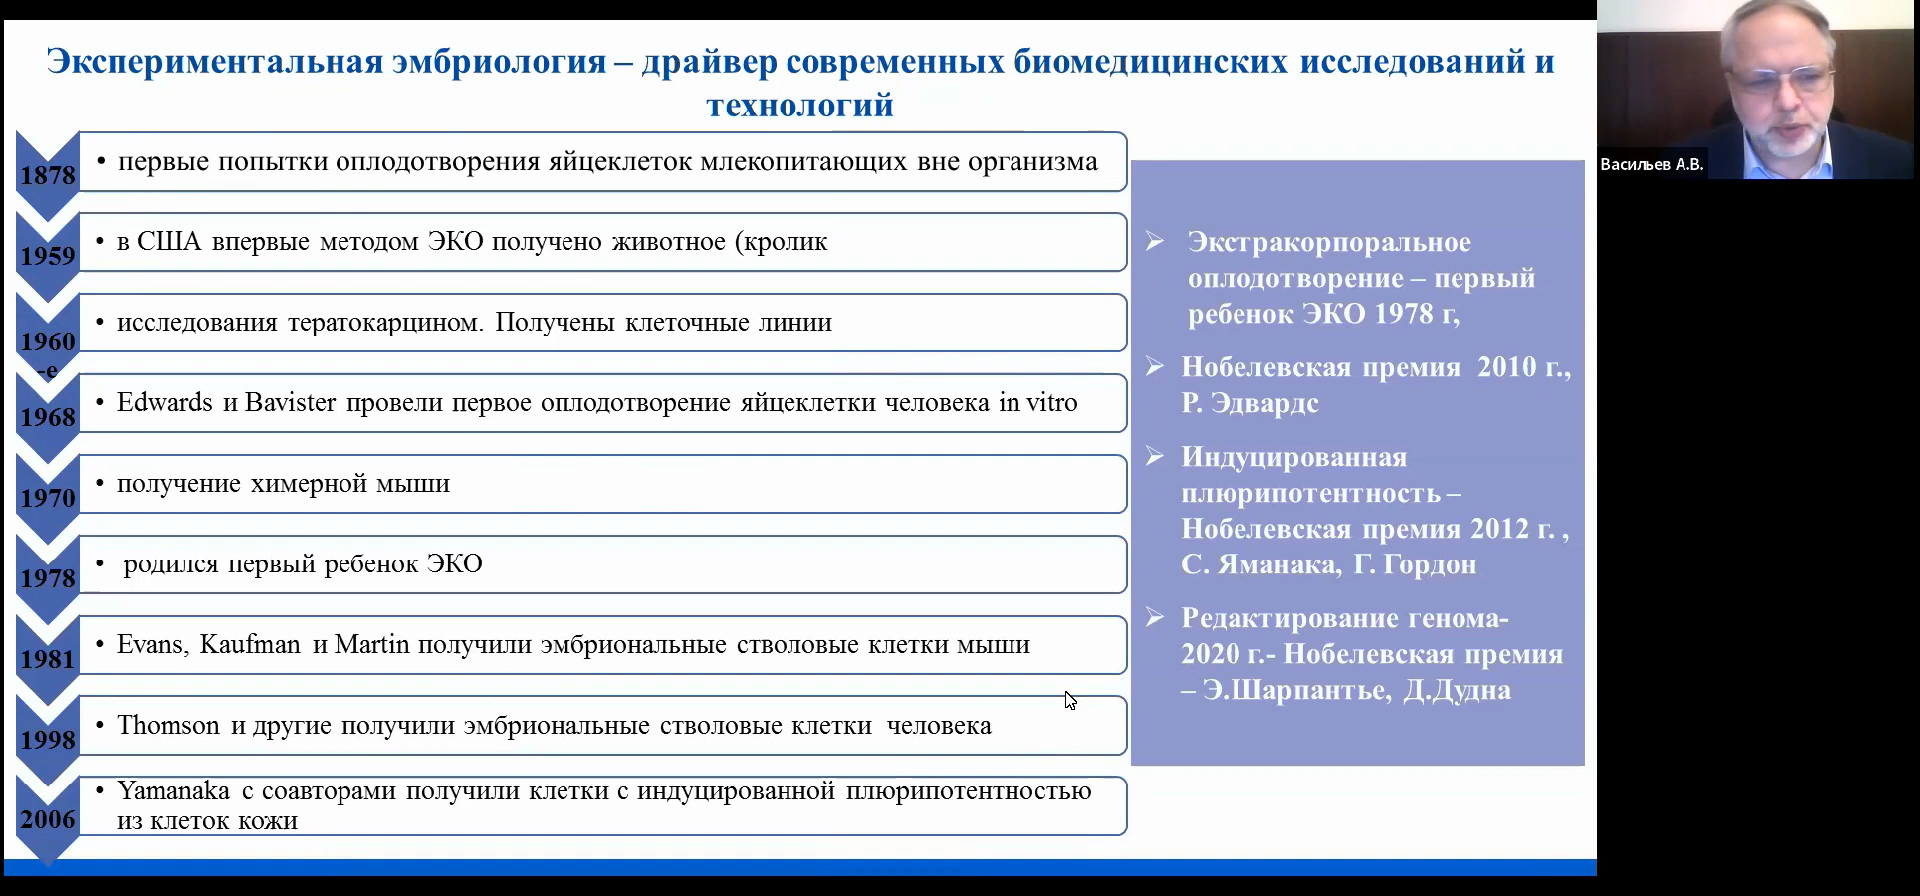 Экспериментальная эмбриология – драйвер современных биомедицинских исследований и
технологий
1878
• первые попытки оплодотворения яйцеклеток млекопитающих вне организма
1959
• в США впервые методом ЭКО получено животное (кролик
1960
-е
• исследования тератокарцином. Получены клеточные линии
1968
• Edwards и Bavister провели первое оплодотворение яйцеклетки человека in vitro
1970
• получение химерной мыши
1978
• родился первый ребенок ЭКО
1981
• Evans, Kaufman и Martin получили эмбриональные стволовые клетки мыши
1998
• Thomson и другие получили эмбриональные стволовые клетки человека
2006
• Yamanaka с соавторами получили клетки с индуцированной плюрипотентностью
из клеток кожи
➢ Экстракорпоральное
оплодотворение – первый
ребенок ЭКО 1978 г,
➢ Нобелевская премия 2010 г.,
Р. Эдвардс
➢ Индуцированная
плюрипотентность –
Нобелевская премия 2012 г. ,
С. Яманака, Г. Гордон
➢ Редактирование генома-
2020 г.- Нобелевская премия
– Э.Шарпантье, Д.Дудна
Васильев А.В.